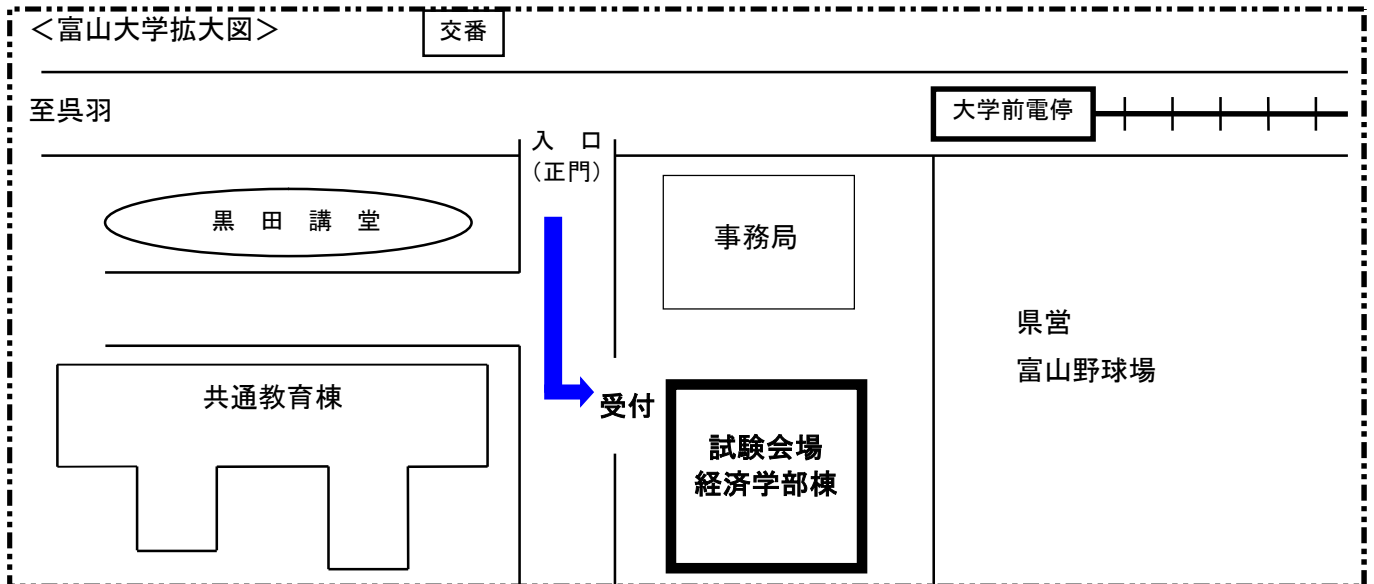 ＜富山大学拡大図＞
交番
至呉羽
大学前電停
入　口
（正門）
黒　田　講　堂
事務局
県営
富山野球場
共通教育棟
受付
試験会場
経済学部棟